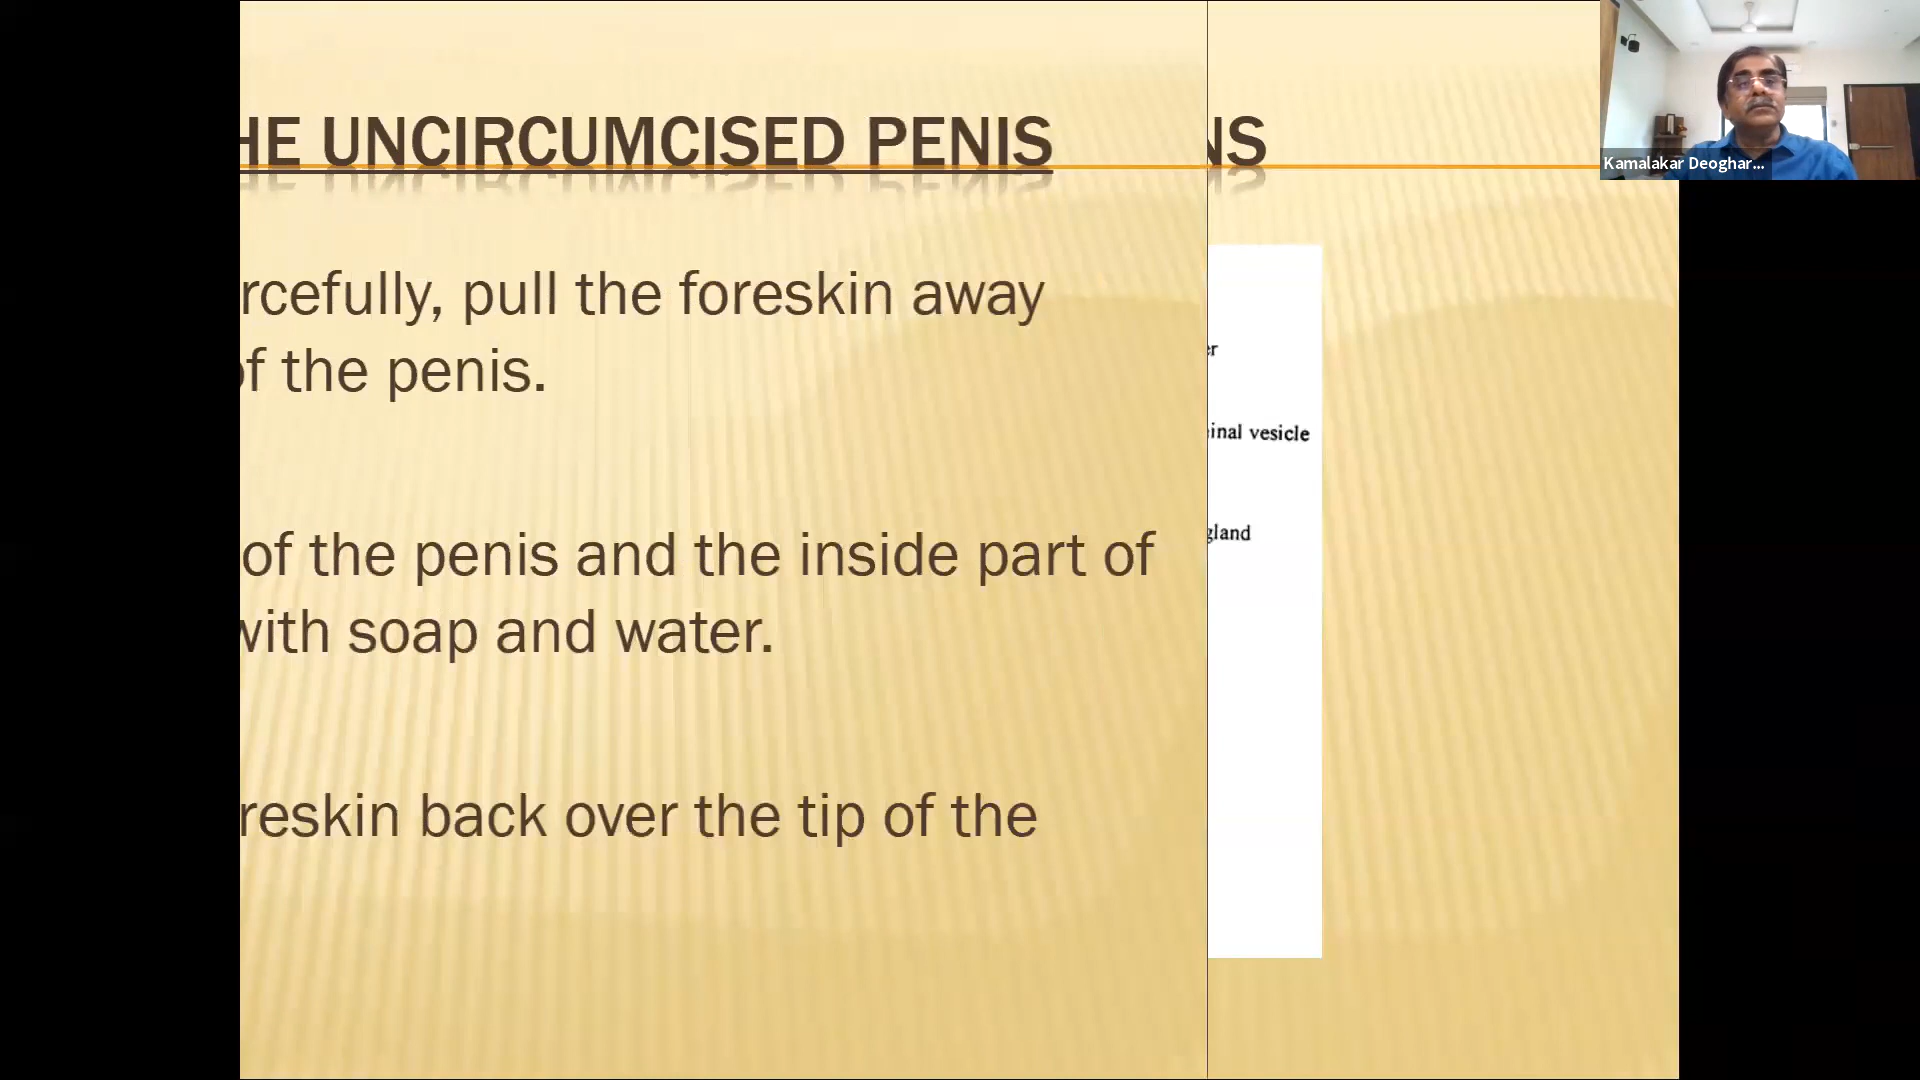 HE UNCIRCUMCISED PENIS
rcefully, pull the foreskin away
of the penis.
of the penis and the inside part of
with soap and water.
reskin back over the tip of the
NS
er
inal vesicle
gland
Kamalakar Deoghar...